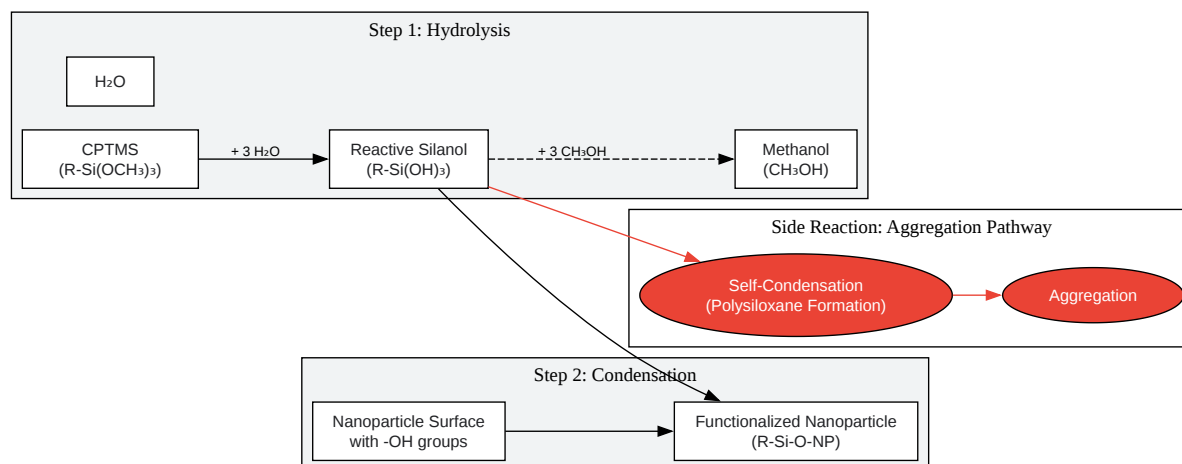 Step 1: Hydrolysis
H₂O
CPTMS
(R-Si(OCH₃)₃)
+ 3 H₂O
Reactive Silanol
(R-Si(OH)₃)
+ 3 CH₃OH
Methanol
(CH₃OH)
Side Reaction: Aggregation Pathway
Self-Condensation
(Polysiloxane Formation)
Aggregation
Step 2: Condensation
Nanoparticle Surface
with -OH groups
Functionalized Nanoparticle
(R-Si-O-NP)